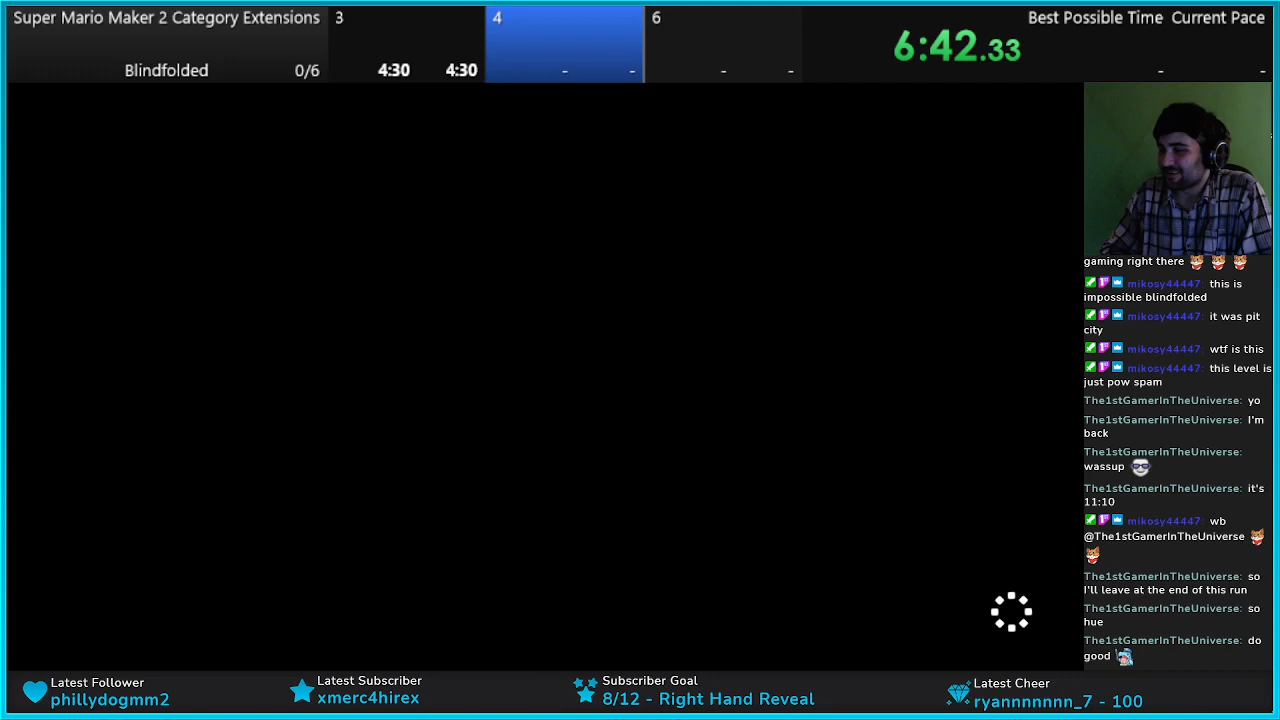 Super Mario Maker 2 Category Extensions
Blindfolded 0/6
3
4:30 4:30
4
- -
6
- -
6:42.33
Best Possible Time Current Pace
- -
gaming right there
mikosy44447: this is
impossible blindfolded
mikosy44447: it was pit
city
mikosy44447: wtf is this
mikosy44447: this level is
just pow spam
The1stGamerInTheUniverse: yo
The1stGamerInTheUniverse: I'm
back
The1stGamerInTheUniverse:
wassup
The1stGamerInTheUniverse: it's
11:10
mikosy44447: wb
@The1stGamerInTheUniverse
The1stGamerInTheUniverse: so
I'll leave at the end of this run
The1stGamerInTheUniverse: so
hue
The1stGamerInTheUniverse: do
good
Latest Follower
phillydogmm2
Latest Subscriber
xmerc4hirex
Subscriber Goal
8/12 - Right Hand Reveal
Latest Cheer
ryannnnnnn_7 - 100